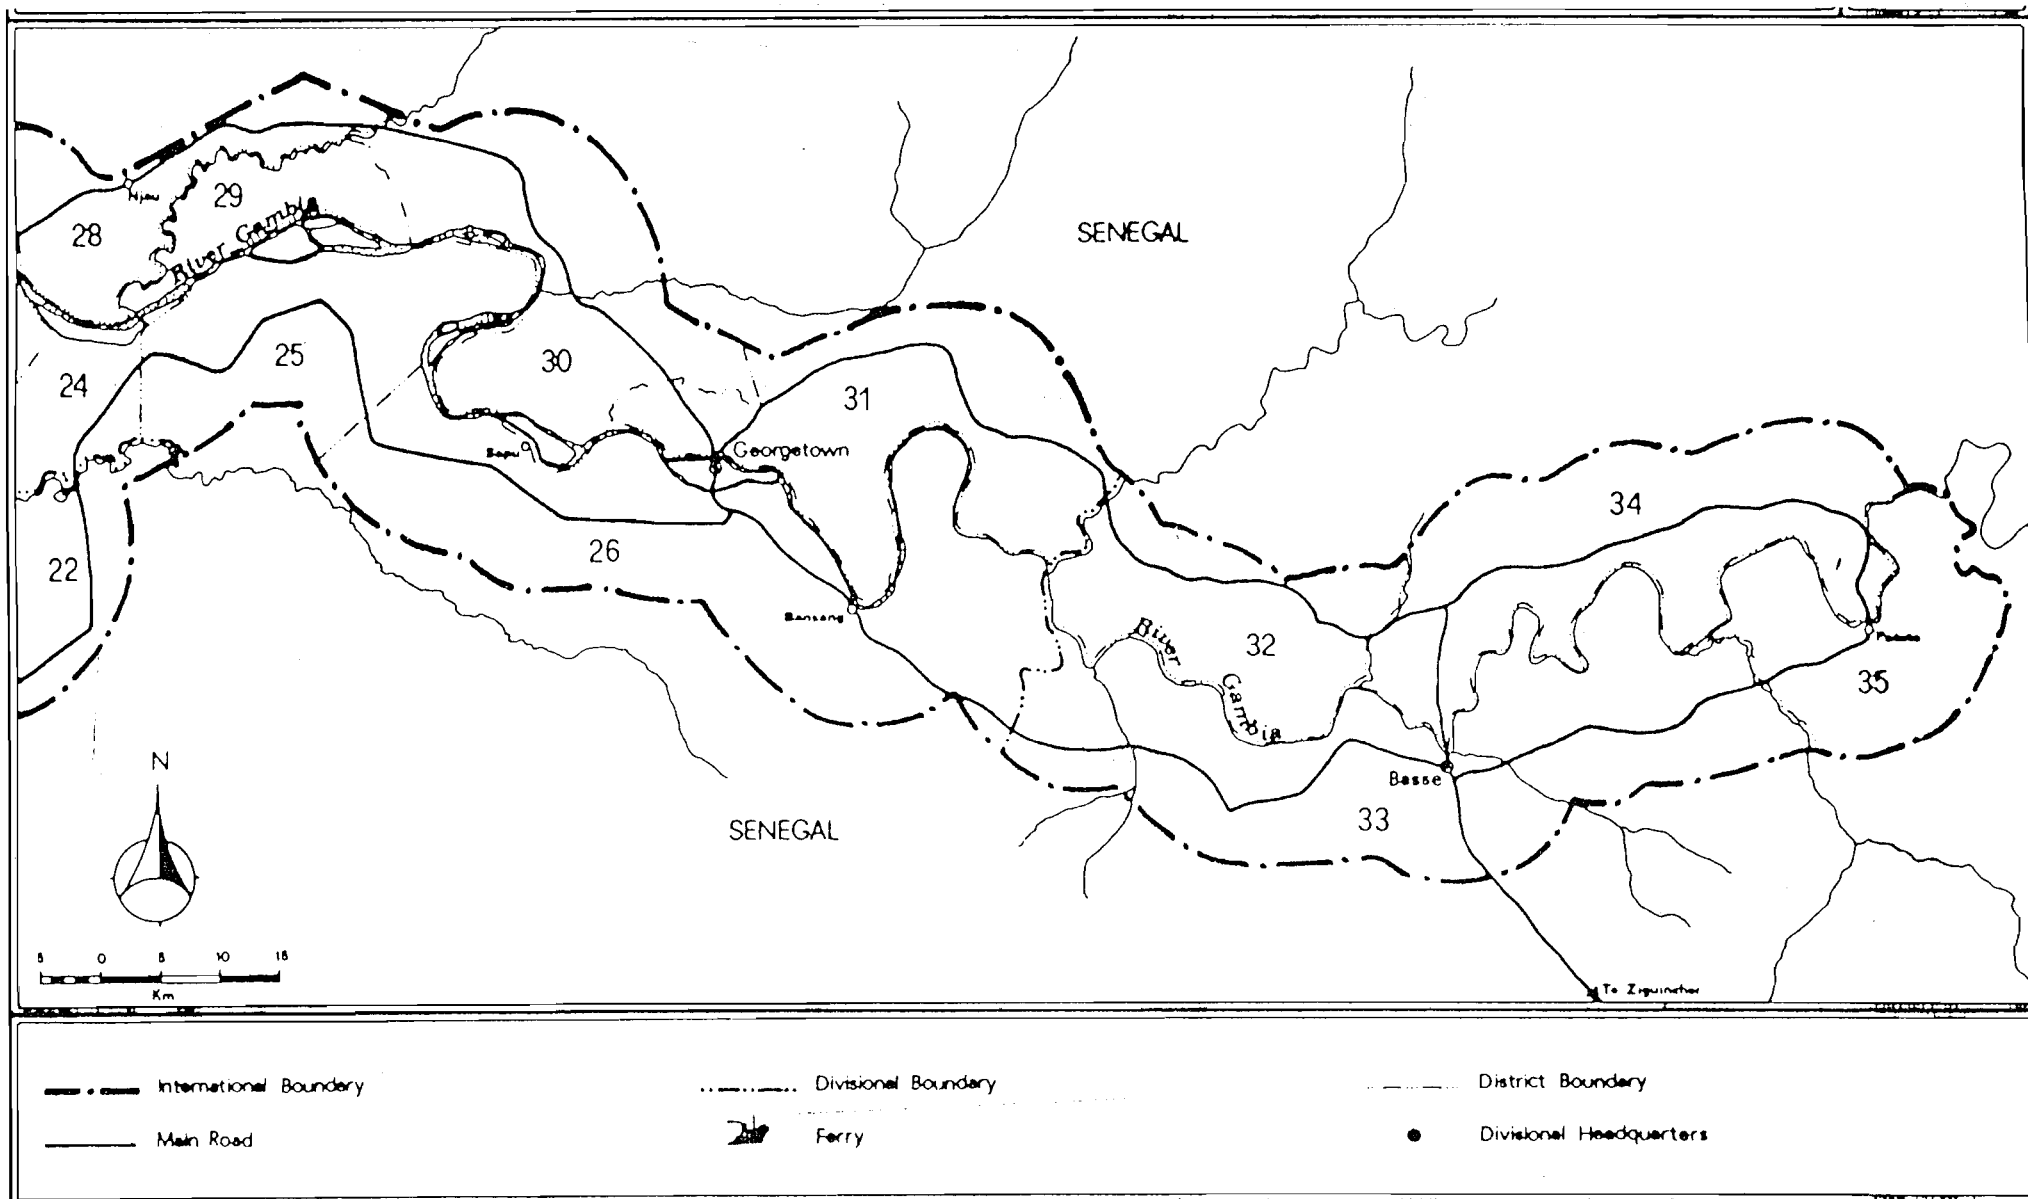 SENEGAL
Njau
28
29
River Gambia
24
25
30
31
Georgetown
Sapu
22
26
34
Bansang
River Gambia
32
35
Basse
33
N
SENEGAL
5 0 5 10 15
Km
To Ziguinchor
International Boundary
Divisional Boundary
District Boundary
Main Road
Ferry
Divisional Headquarters